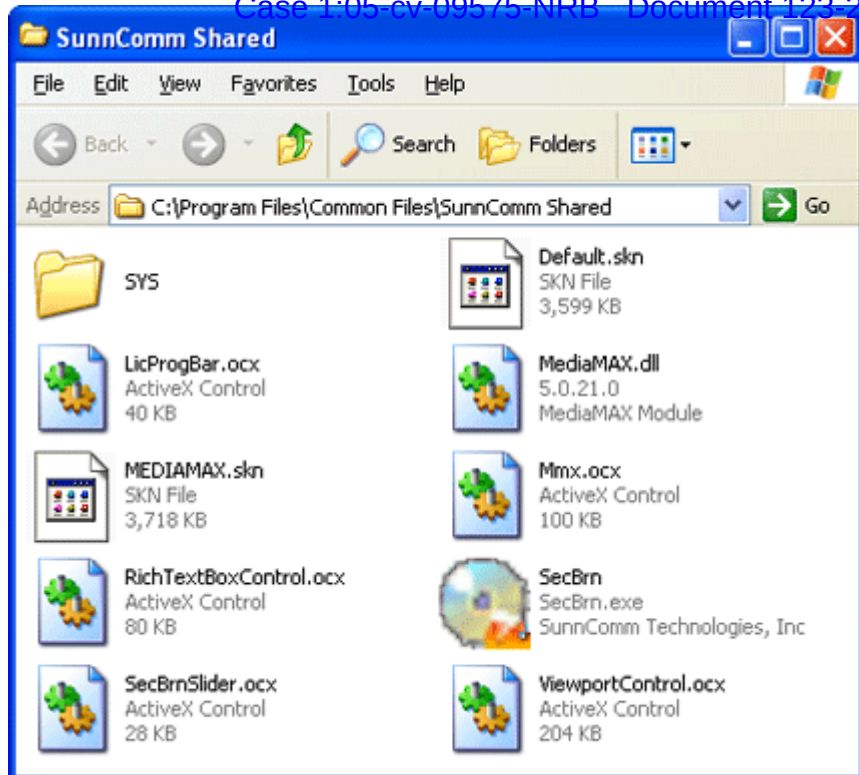 Case 1:05-cv-09575-NRB Document 123-2
SunnComm Shared
File Edit View Favorites Tools Help
Back Search Folders
Address C:\Program Files\Common Files\SunnComm Shared Go
SYS
Default.skn
SKN File
3,599 KB
LicProgBar.ocx
ActiveX Control
40 KB
MediaMAX.dll
5.0.21.0
MediaMAX Module
MEDIAMAX.skn
SKN File
3,718 KB
Mmx.ocx
ActiveX Control
100 KB
RichTextBoxControl.ocx
ActiveX Control
80 KB
SecBrn
SecBrn.exe
SunnComm Technologies, Inc
SecBrnSlider.ocx
ActiveX Control
28 KB
ViewportControl.ocx
ActiveX Control
204 KB